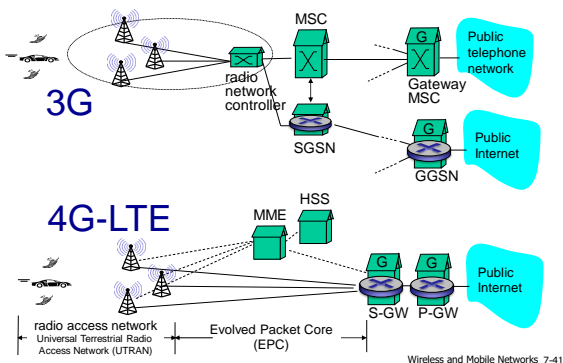 MSC
G
Public
telephone
network
radio
network
controller
Gateway
MSC
3G
SGSN
G
GGSN
Public
Internet
4G-LTE
MME
HSS
G
G
S-GW
P-GW
Public
Internet
radio access network
Universal Terrestrial Radio
Access Network (UTRAN)
Evolved Packet Core
(EPC)
Wireless and Mobile Networks 7-41